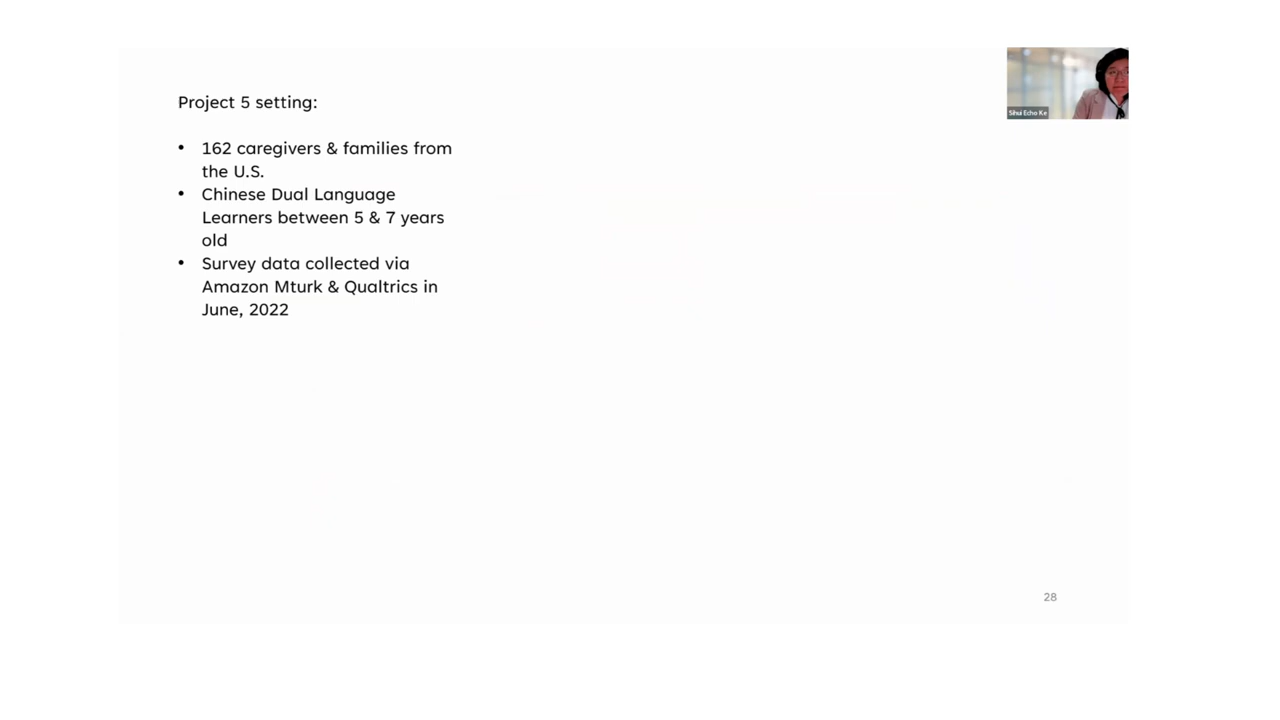 Project 5 setting:
• 162 caregivers & families from
the U.S.
• Chinese Dual Language
Learners between 5 & 7 years
old
• Survey data collected via
Amazon Mturk & Qualtrics in
June, 2022
Sihui Echo Ke
28